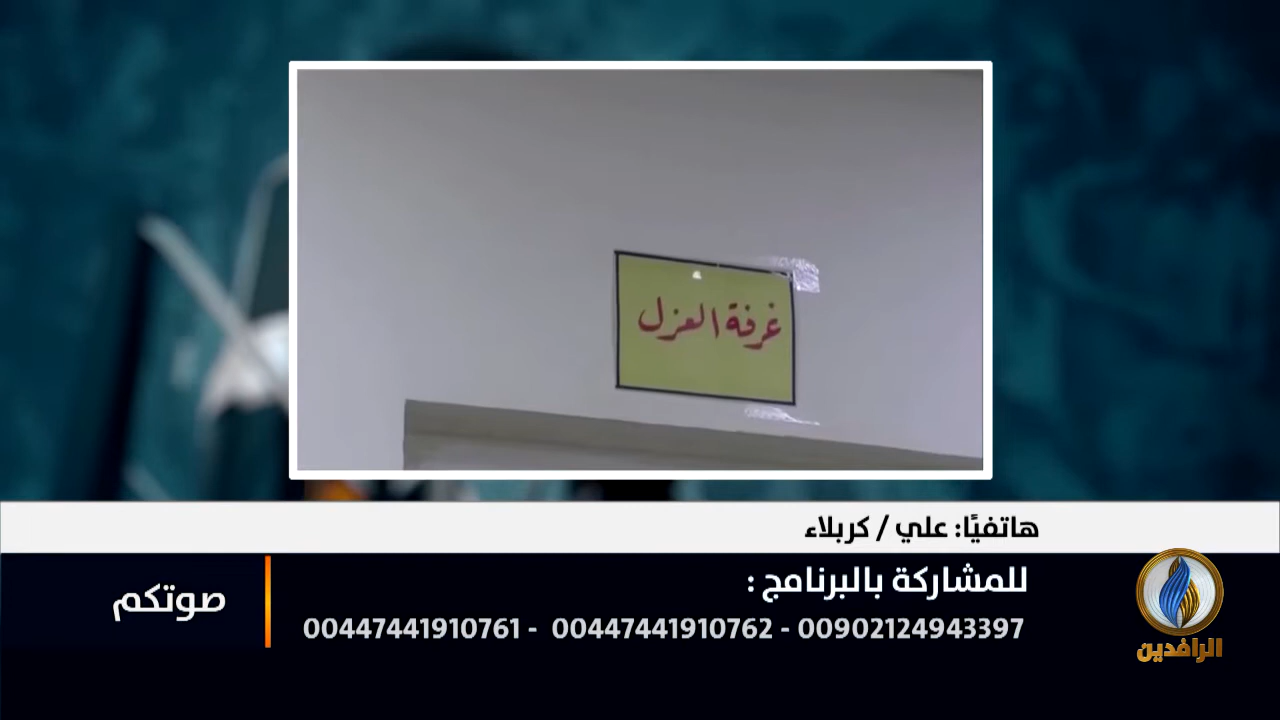 غرفة العزل
هاتفيًا: علي / كربلاء
للمشاركة بالبرنامج :
00447441910761 - 00447441910762 - 00902124943397
صوتكم
الرافدين